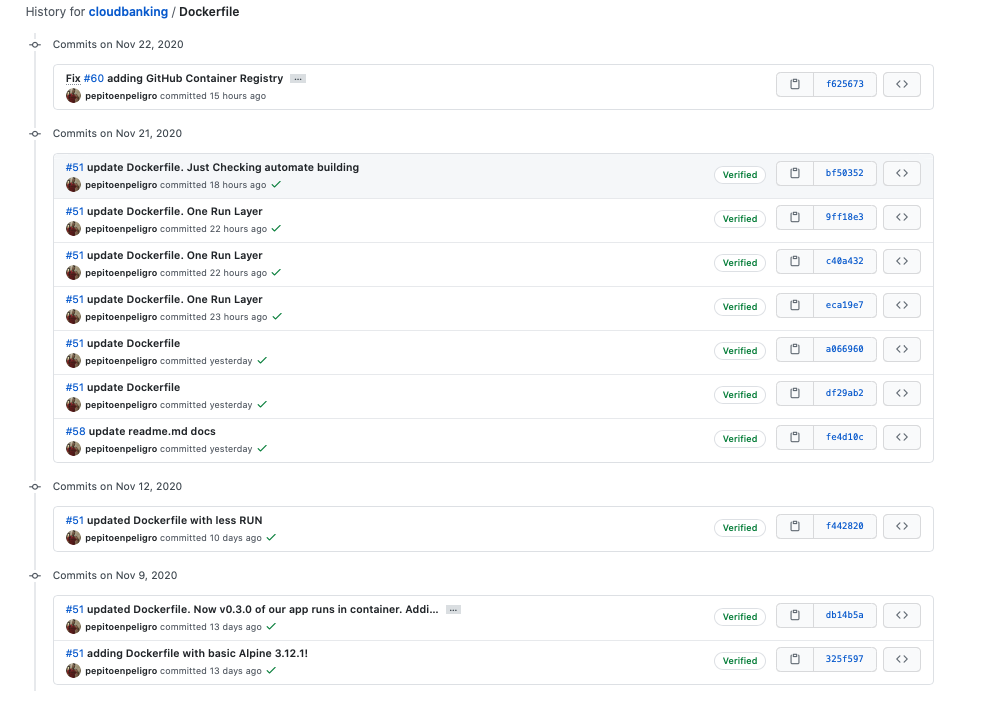 History for cloudbanking / Dockerfile
Commits on Nov 22, 2020
Fix #60 adding GitHub Container Registry …
f625673
pepitoenpeligro committed 15 hours ago
Commits on Nov 21, 2020
#51 update Dockerfile. Just Checking automate building
Verified bf50352
pepitoenpeligro committed 18 hours ago
#51 update Dockerfile. One Run Layer
Verified 9ff18e3
pepitoenpeligro committed 22 hours ago
#51 update Dockerfile. One Run Layer
Verified c40a432
pepitoenpeligro committed 22 hours ago
#51 update Dockerfile. One Run Layer
Verified eca19e7
pepitoenpeligro committed 23 hours ago
#51 update Dockerfile
Verified a066960
pepitoenpeligro committed yesterday
#51 update Dockerfile
Verified df29ab2
pepitoenpeligro committed yesterday
#58 update readme.md docs
Verified fe4d10c
pepitoenpeligro committed yesterday
Commits on Nov 12, 2020
#51 updated Dockerfile with less RUN
Verified f442820
pepitoenpeligro committed 10 days ago
Commits on Nov 9, 2020
#51 updated Dockerfile. Now v0.3.0 of our app runs in container. Addi… …
Verified db14b5a
pepitoenpeligro committed 13 days ago
#51 adding Dockerfile with basic Alpine 3.12.1!
Verified 325f597
pepitoenpeligro committed 13 days ago